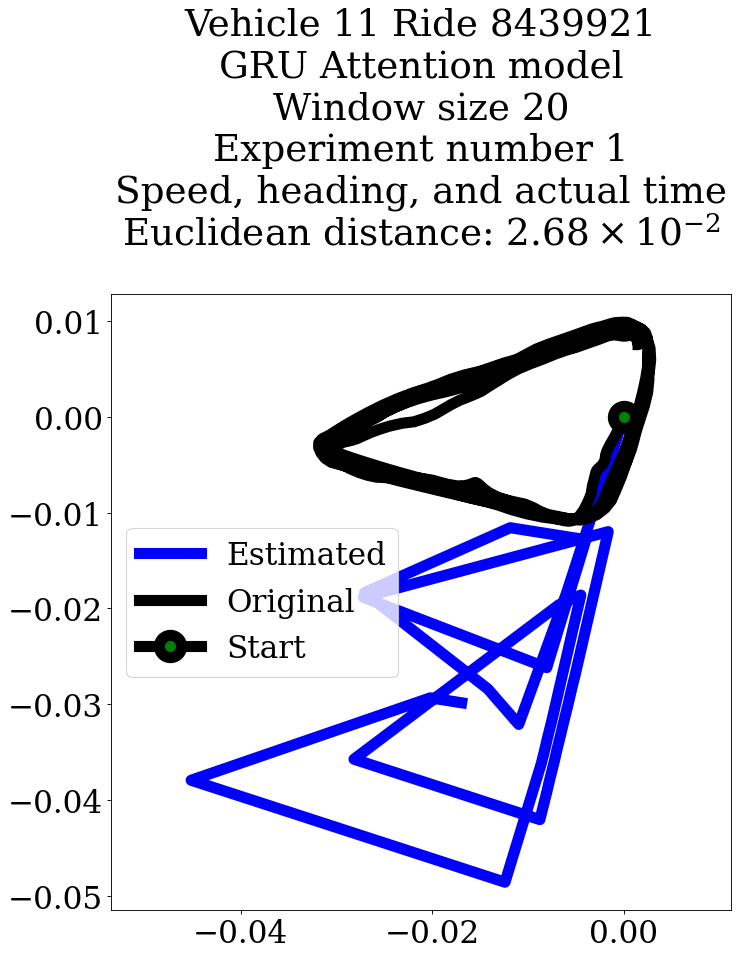 Vehicle 11 Ride 8439921
GRU Attention model
Window size 20
Experiment number 1
Speed, heading, and actual time
Euclidean distance: 2.68 × 10⁻²
0.01
0.00
−0.01
−0.02
−0.03
−0.04
−0.05
Estimated
Original
Start
−0.04 −0.02 0.00